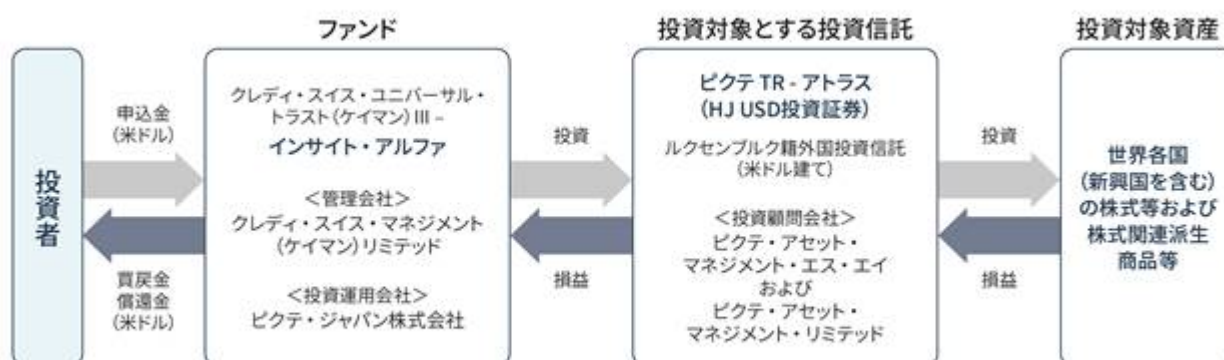 ファンド
投資対象とする投資信託
投資対象資産
投資者
申込金
(米ドル)
買戻金
償還金
(米ドル)
クレディ・スイス・ユニバーサル・
トラスト(ケイマン)III –
インサイト・アルファ
<管理会社>
クレディ・スイス・マネジメント
(ケイマン)リミテッド
<投資運用会社>
ピクテ・ジャパン株式会社
投資
損益
ピクテ TR - アトラス
(HJ USD投資証券)
ルクセンブルク籍外国投資信託
(米ドル建て)
<投資顧問会社>
ピクテ・アセット・
マネジメント・エス・エイ
および
ピクテ・アセット・
マネジメント・リミテッド
投資
損益
世界各国
(新興国を含む)
の株式等および
株式関連派生
商品等